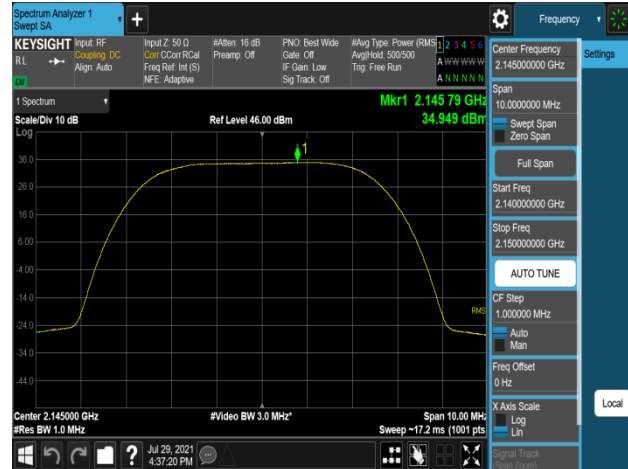 Spectrum Analyzer 1
Swept SA
Frequency
KEYSIGHT
RL
LW
Input: RF
Coupling: DC
Align: Auto
Input Z: 50 Ω
Corr CCorr RCal
Freq Ref: Int (S)
NFE: Adaptive
#Atten: 16 dB
Preamp: Off
PNO: Best Wide
Gate: Off
IF Gain: Low
Sig Track: Off
#Avg Type: Power (RMS)
Avg|Hold: 500/500
Trig: Free Run
1 2 3 4 5 6
A W W W W W
A N N N N N
1 Spectrum
Scale/Div 10 dB
Ref Level 46.00 dBm
Mkr1 2.145 79 GHz
34.949 dBm
Log
1
36.0
26.0
16.0
6.00
-4.00
-14.0
-24.0
-34.0
-44.0
RMS
Center 2.145000 GHz
#Res BW 1.0 MHz
#Video BW 3.0 MHz*
Span 10.00 MHz
Sweep ~17.2 ms (1001 pts)
Jul 29, 2021
4:37:20 PM
Center Frequency
2.145000000 GHz
Span
10.0000000 MHz
Swept Span
Zero Span
Full Span
Start Freq
2.140000000 GHz
Stop Freq
2.150000000 GHz
AUTO TUNE
CF Step
1.000000 MHz
Auto
Man
Freq Offset
0 Hz
X Axis Scale
Log
Lin
Signal Track
(Span Zoom)
Settings
Local